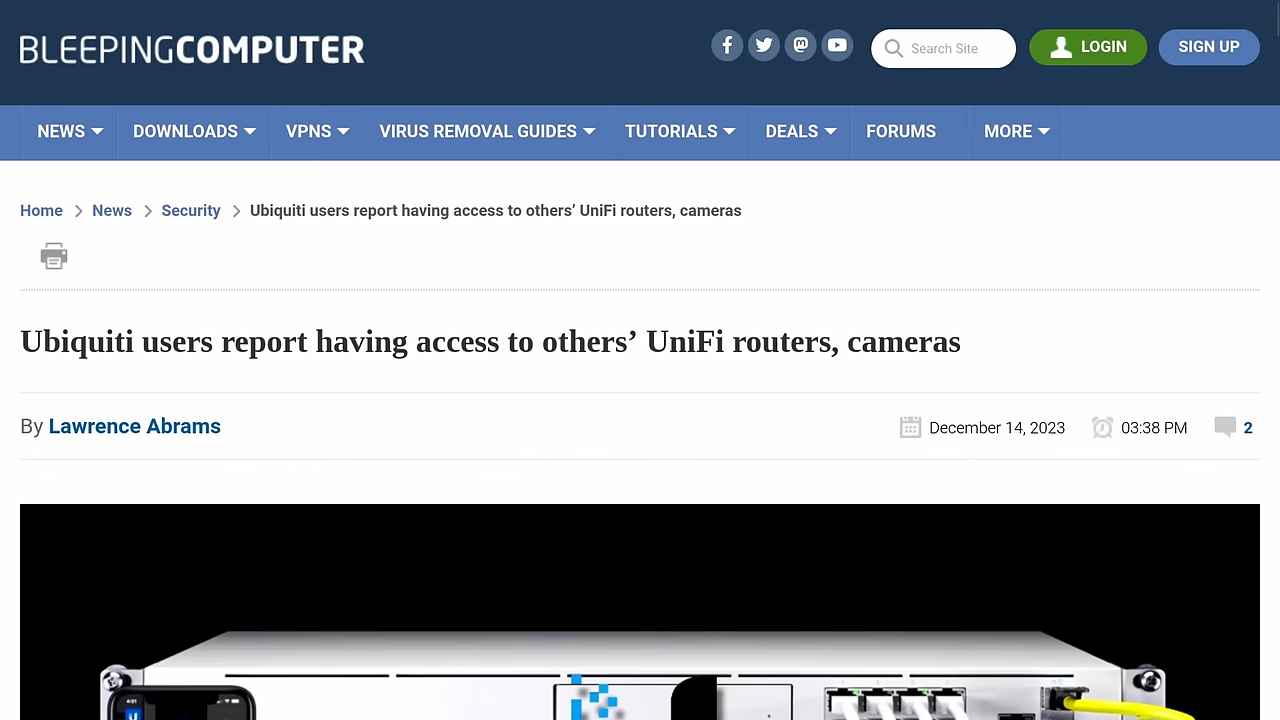 BLEEPINGCOMPUTER
Search Site
LOGIN
SIGN UP
NEWS
DOWNLOADS
VPNS
VIRUS REMOVAL GUIDES
TUTORIALS
DEALS
FORUMS
MORE
Home
News
Security
Ubiquiti users report having access to others’ UniFi routers, cameras
Ubiquiti users report having access to others’ UniFi routers, cameras
By Lawrence Abrams
December 14, 2023
03:38 PM
2
4:01